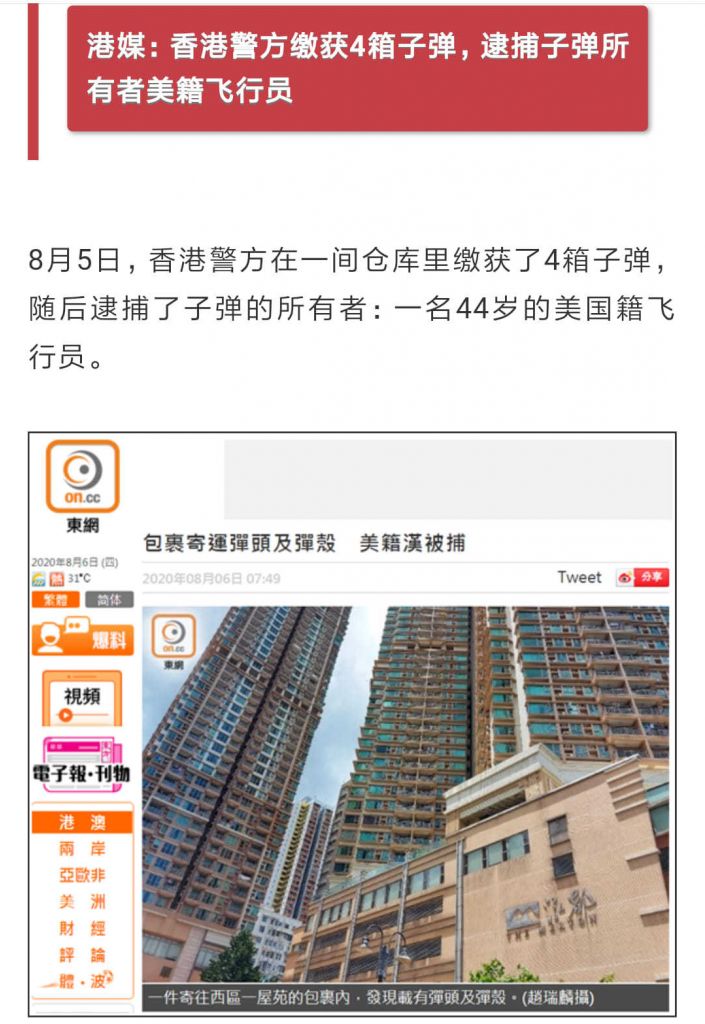 港媒：香港警方缴获4箱子弹，逮捕子弹所
有者美籍飞行员
8月5日，香港警方在一间仓库里缴获了4箱子弹，
随后逮捕了子弹的所有者：一名44岁的美国籍飞
行员。
on.cc
東網
2020年8月6日 (四)
31°C
繁體 簡体
爆料
視頻
電子報·刊物
港 澳
兩 岸
亞歐非
美 洲
財 經
評 論
體·波
包裹寄運彈頭及彈殼 美籍漢被捕
2020年08月06日 07:49
Tweet 分享
on.cc
東網
THE MERTON
一件寄往西區一屋苑的包裹內，發現載有彈頭及彈殼。(趙瑞麟攝)